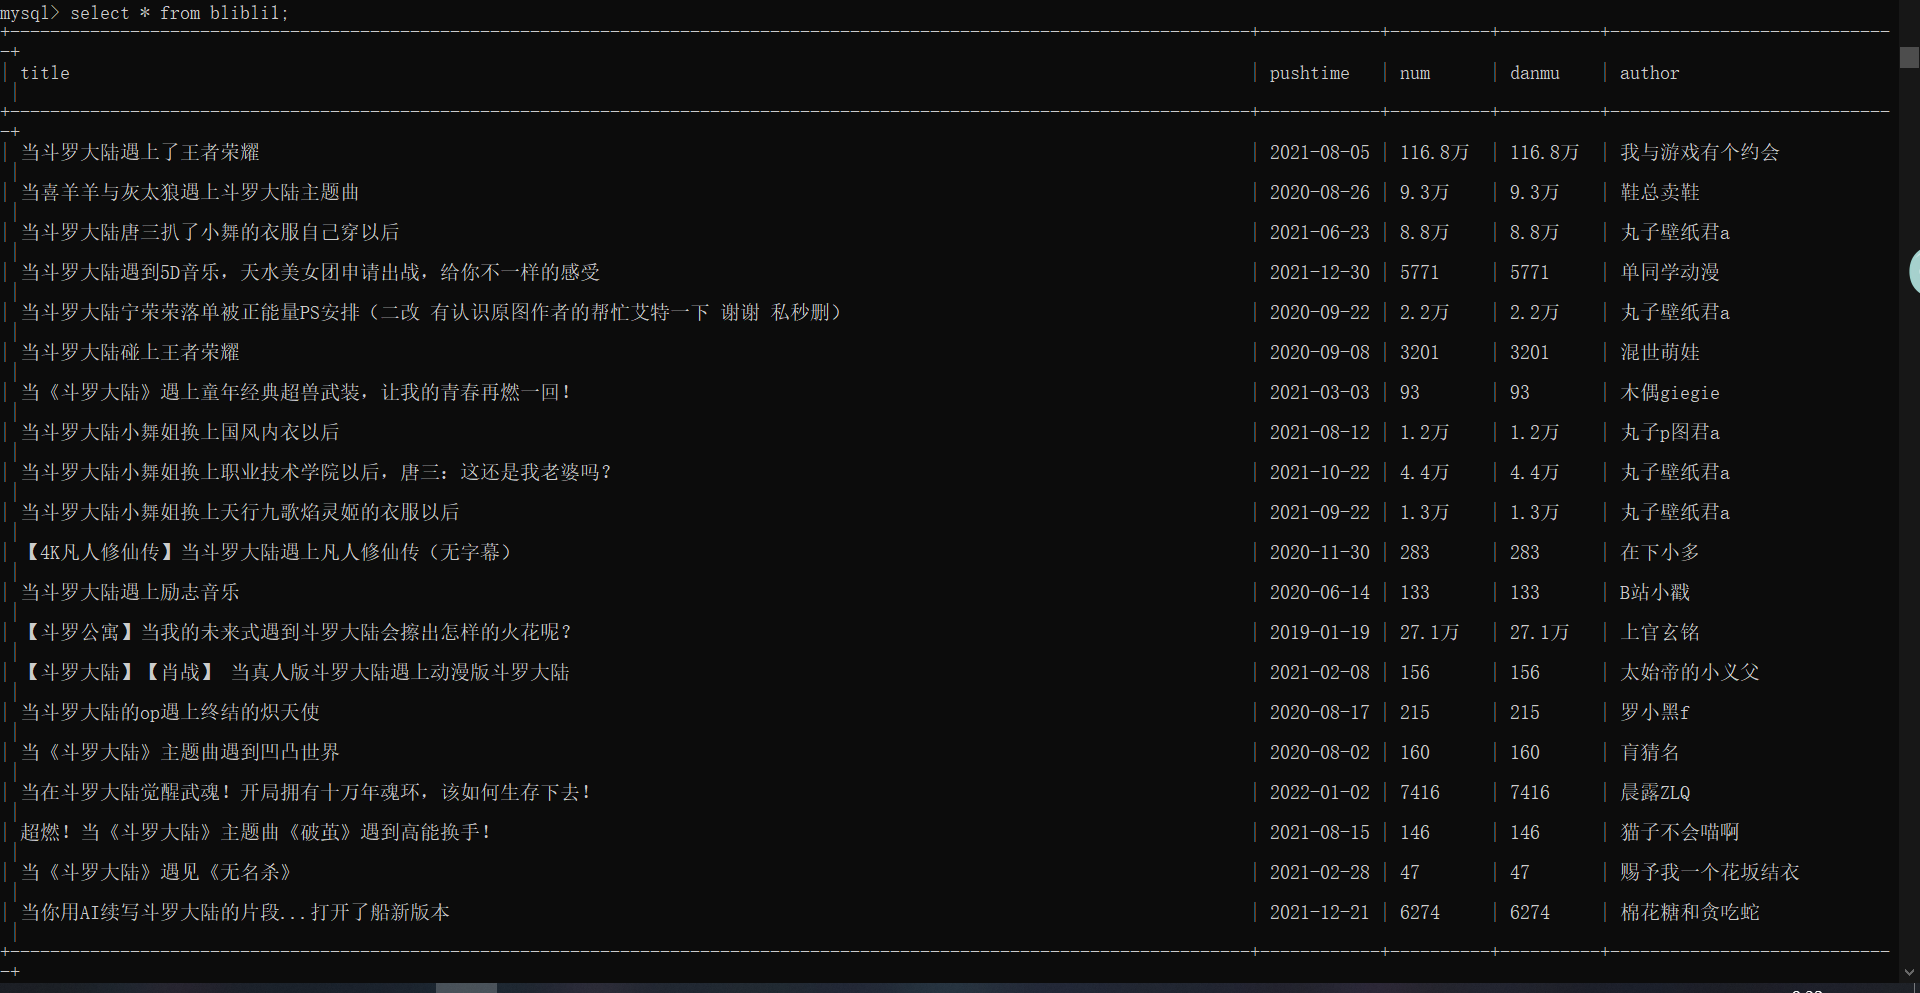 mysql> select * from blibli1;
title | pushtime | num | danmu | author
当斗罗大陆遇上了王者荣耀 | 2021-08-05 | 116.8万 | 116.8万 | 我与游戏有个约会
当喜羊羊与灰太狼遇上斗罗大陆主题曲 | 2020-08-26 | 9.3万 | 9.3万 | 鞋总卖鞋
当斗罗大陆唐三扒了小舞的衣服自己穿以后 | 2021-06-23 | 8.8万 | 8.8万 | 丸子壁纸君a
当斗罗大陆遇到5D音乐，天水美女团申请出战，给你不一样的感受 | 2021-12-30 | 5771 | 5771 | 单同学动漫
当斗罗大陆宁荣荣落单被正能量PS安排（二改 有认识原图作者的帮忙艾特一下 谢谢 私秒删） | 2020-09-22 | 2.2万 | 2.2万 | 丸子壁纸君a
当斗罗大陆碰上王者荣耀 | 2020-09-08 | 3201 | 3201 | 混世萌娃
当《斗罗大陆》遇上童年经典超兽武装，让我的青春再燃一回！ | 2021-03-03 | 93 | 93 | 木偶giegie
当斗罗大陆小舞姐换上国风内衣以后 | 2021-08-12 | 1.2万 | 1.2万 | 丸子p图君a
当斗罗大陆小舞姐换上职业技术学院以后，唐三：这还是我老婆吗？ | 2021-10-22 | 4.4万 | 4.4万 | 丸子壁纸君a
当斗罗大陆小舞姐换上天行九歌焰灵姬的衣服以后 | 2021-09-22 | 1.3万 | 1.3万 | 丸子壁纸君a
【4K凡人修仙传】当斗罗大陆遇上凡人修仙传（无字幕） | 2020-11-30 | 283 | 283 | 在下小多
当斗罗大陆遇上励志音乐 | 2020-06-14 | 133 | 133 | B站小戳
【斗罗公寓】当我的未来式遇到斗罗大陆会擦出怎样的火花呢？ | 2019-01-19 | 27.1万 | 27.1万 | 上官玄铭
【斗罗大陆】【肖战】 当真人版斗罗大陆遇上动漫版斗罗大陆 | 2021-02-08 | 156 | 156 | 太始帝的小义父
当斗罗大陆的op遇上终结的炽天使 | 2020-08-17 | 215 | 215 | 罗小黑f
当《斗罗大陆》主题曲遇到凹凸世界 | 2020-08-02 | 160 | 160 | 肓猜名
当在斗罗大陆觉醒武魂！开局拥有十万年魂环，该如何生存下去！ | 2022-01-02 | 7416 | 7416 | 晨露ZLQ
超燃！当《斗罗大陆》主题曲《破茧》遇到高能换手！ | 2021-08-15 | 146 | 146 | 猫子不会喵啊
当《斗罗大陆》遇见《无名杀》 | 2021-02-28 | 47 | 47 | 赐予我一个花坂结衣
当你用AI续写斗罗大陆的片段...打开了船新版本 | 2021-12-21 | 6274 | 6274 | 棉花糖和贪吃蛇